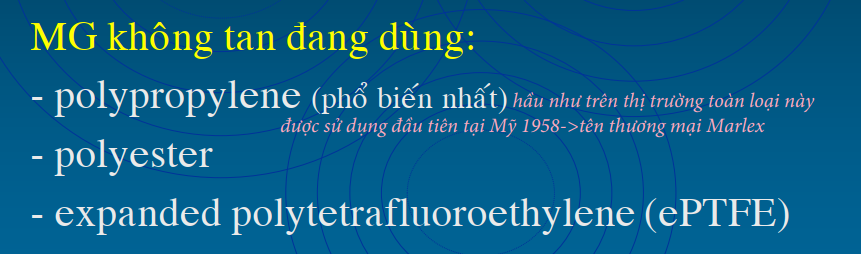 MG không tan đang dùng:
- polypropylene (phổ biến nhất) hầu như trên thị trường toàn loại này
được sử dụng đầu tiên tại Mỹ 1958->tên thương mại Marlex
- polyester
- expanded polytetrafluoroethylene (ePTFE)